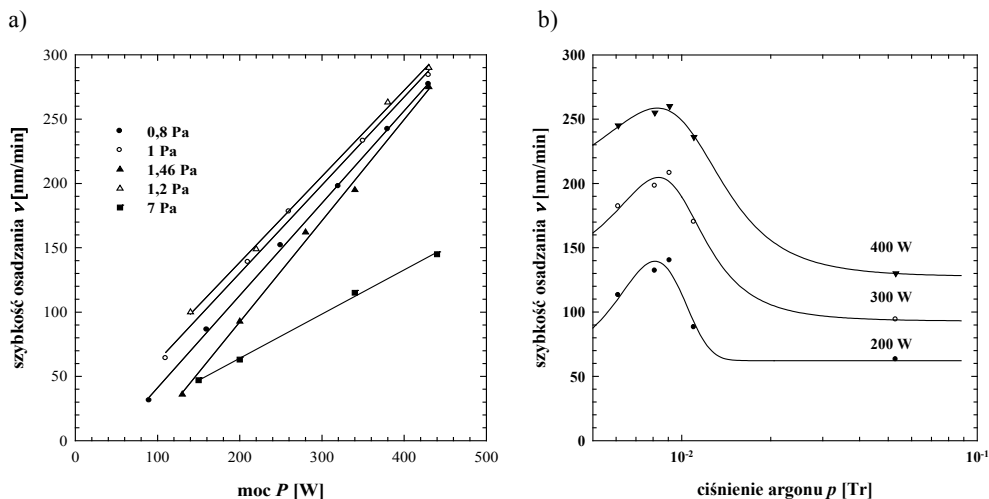 a)
szybkość osadzania v [nm/min]
300
250
200
150
100
50
0
0,8 Pa
1 Pa
1,46 Pa
1,2 Pa
7 Pa
0 100 200 300 400 500
moc P [W]
b)
szybkość osadzania v [nm/min]
300
250
200
150
100
50
0
400 W
300 W
200 W
10⁻² 10⁻¹
ciśnienie argonu p [Tr]